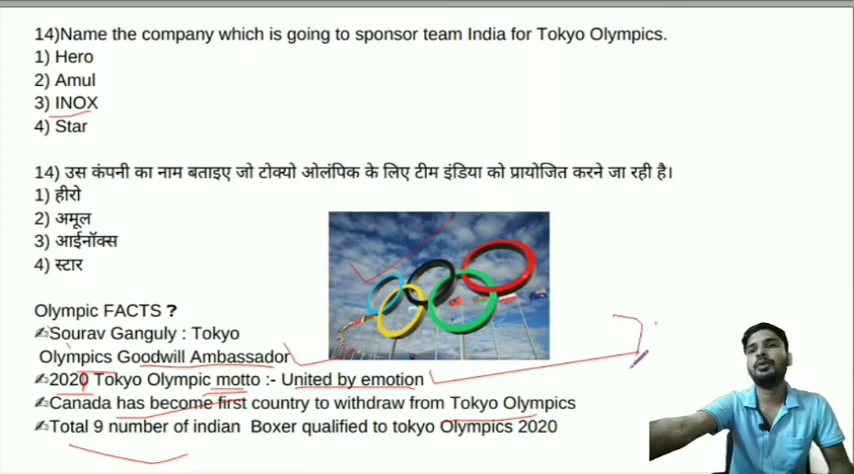 14)Name the company which is going to sponsor team India for Tokyo Olympics.
1) Hero
2) Amul
3) INOX
4) Star
14) उस कंपनी का नाम बताइए जो टोक्यो ओलंपिक के लिए टीम इंडिया को प्रायोजित करने जा रही है।
1) हीरो
2) अमूल
3) आईनॉक्स
4) स्टार
Olympic FACTS ?
✍Sourav Ganguly : Tokyo
Olympics Goodwill Ambassador
✍2020 Tokyo Olympic motto :- United by emotion
✍Canada has become first country to withdraw from Tokyo Olympics
✍Total 9 number of indian Boxer qualified to tokyo Olympics 2020